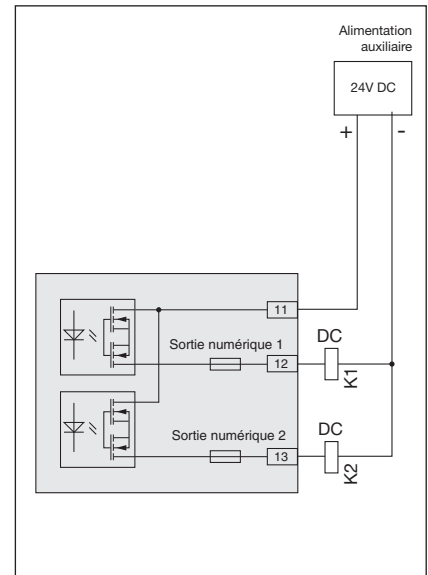 Alimentation
auxiliaire
24V DC
+ -
11
Sortie numérique 1
DC
12
K1
Sortie numérique 2
DC
13
K2